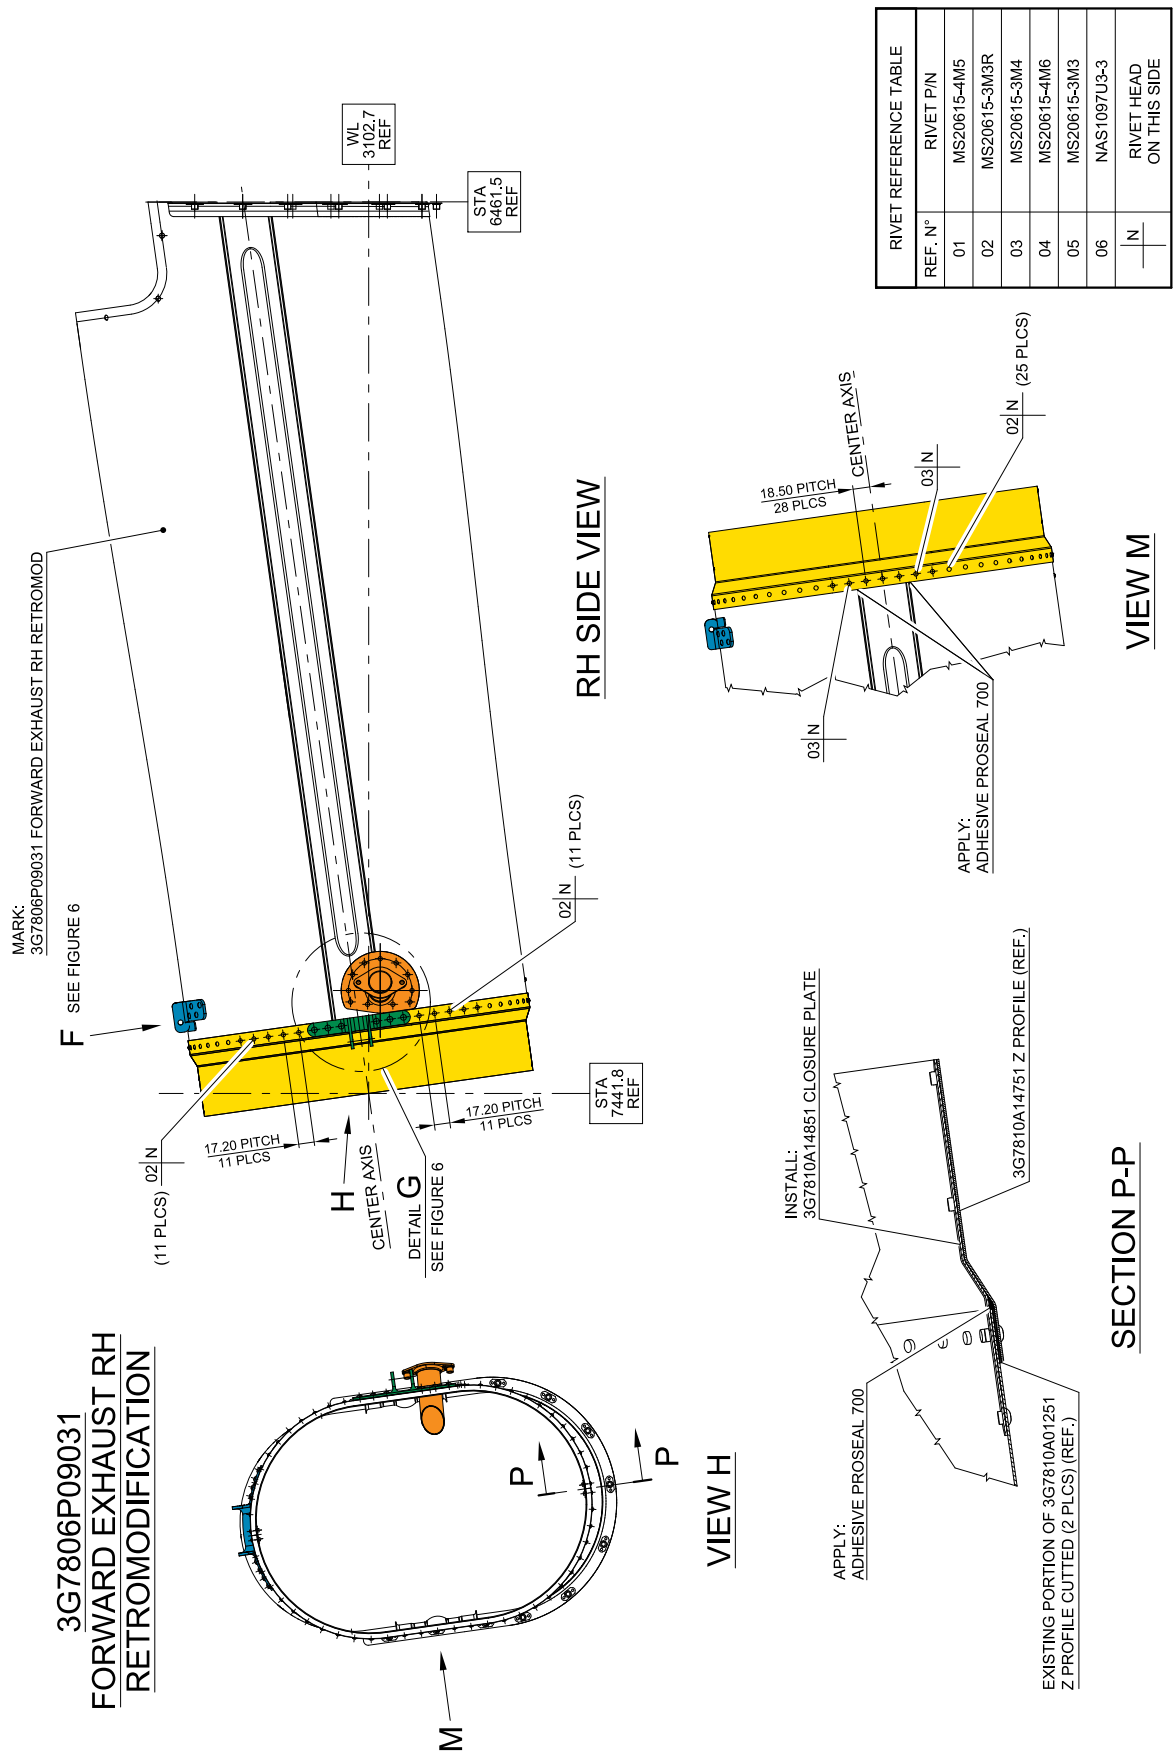 3G7806P09031
FORWARD EXHAUST RH
RETROMODIFICATION
MARK:
3G7806P09031 FORWARD EXHAUST RH RETROMOD
F
SEE FIGURE 6
WL
3102.7
REF
STA
6461.5
REF
(11 PLCS)
02 N
17.20 PITCH
11 PLCS
H
CENTER AXIS
DETAIL G
SEE FIGURE 6
17.20 PITCH
11 PLCS
STA
7441.8
REF
02 N
(11 PLCS)
RH SIDE VIEW
M
P
P
VIEW H
APPLY:
ADHESIVE PROSEAL 700
INSTALL:
3G7810A14851 CLOSURE PLATE
3G7810A14751 Z PROFILE (REF.)
EXISTING PORTION OF 3G7810A01251
Z PROFILE CUTTED (2 PLCS) (REF.)
SECTION P-P
03 N
APPLY:
ADHESIVE PROSEAL 700
18.50 PITCH
28 PLCS
CENTER AXIS
03 N
02 N
(25 PLCS)
VIEW M
RIVET REFERENCE TABLE
REF. N° RIVET P/N
01 MS20615-4M5
02 MS20615-3M3R
03 MS20615-3M4
04 MS20615-4M6
05 MS20615-3M3
06 NAS1097U3-3
N RIVET HEAD
ON THIS SIDE